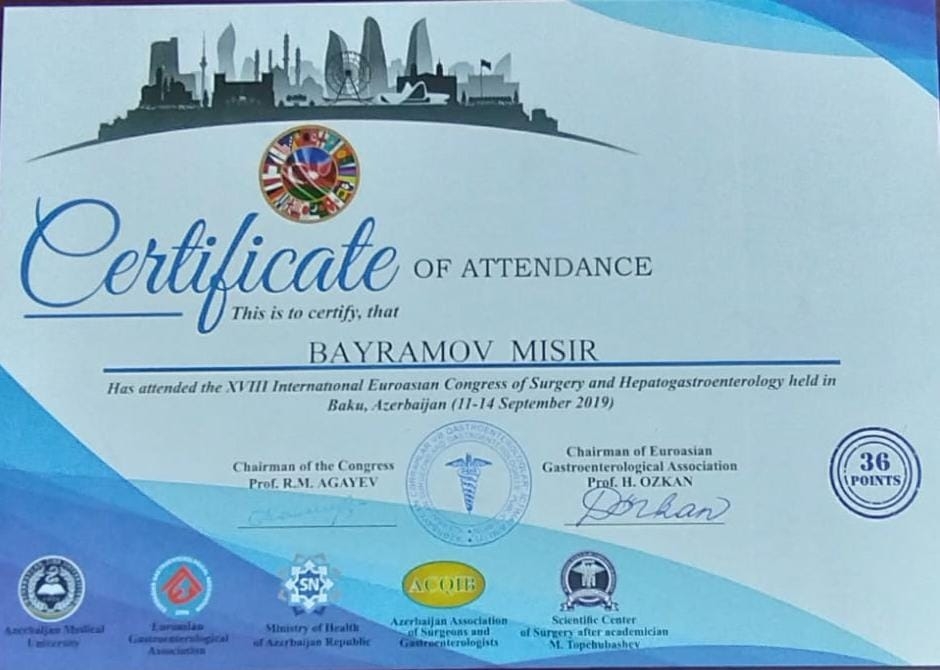 Certificate OF ATTENDANCE
This is to certify, that
BAYRAMOV MISIR
Has attended the XVIII International Euroasian Congress of Surgery and Hepatogastroenterology held in
Baku, Azerbaijan (11-14 September 2019)
Chairman of the Congress
Prof. R.M. AGAYEV
Chairman of Euroasian
Gastroenterological Association
Prof. H. OZKAN
36
POINTS
Azerbaijan Medical
University
Euroasian
Gastroenterological
Association
SN
Ministry of Health
of Azerbaijan Republic
ACQIB
Azerbaijan Association
of Surgeons and
Gastroenterologists
Scientific Center
of Surgery after academician
M. Topchubashev